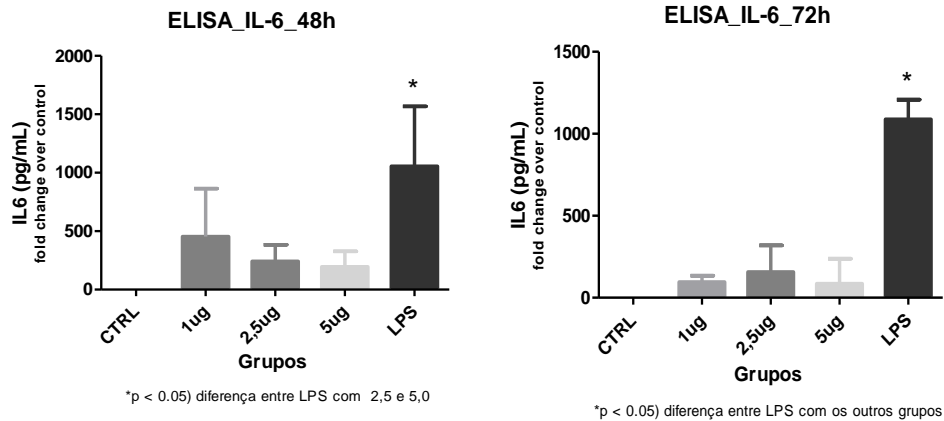 ELISA_IL-6_48h
2000
1500
1000
500
0
IL6 (pg/mL)
fold change over control
*
CTRL
1ug
2,5ug
5ug
LPS
Grupos
*p < 0.05) diferença entre LPS com 2,5 e 5,0
ELISA_IL-6_72h
1500
1000
500
0
IL6 (pg/mL)
fold change over control
*
CTRL
1ug
2,5ug
5ug
LPS
Grupos
*p < 0.05) diferença entre LPS com os outros grupos